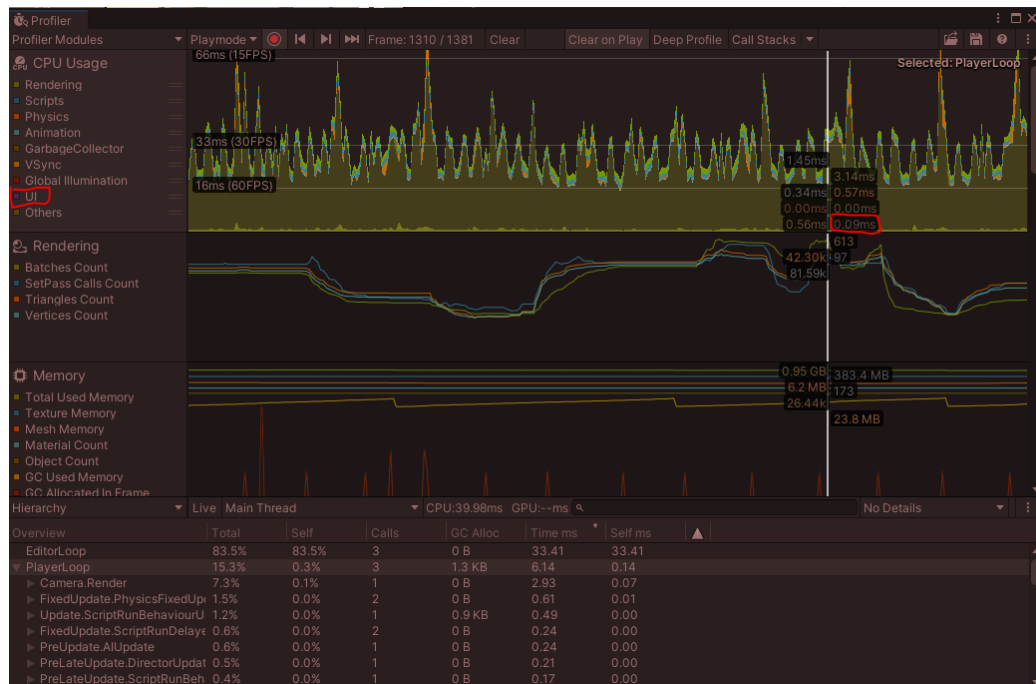 Profiler
Profiler Modules Playmode Frame: 1310 / 1381 Clear Clear on Play Deep Profile Call Stacks
CPU Usage
Rendering
Scripts
Physics
Animation
GarbageCollector
VSync
Global Illumination
UI
Others
66ms (15FPS)
Selected: PlayerLoop
33ms (30FPS)
16ms (60FPS)
1.45ms
3.14ms
0.34ms 0.57ms
0.00ms 0.00ms
0.56ms 0.09ms
Rendering
Batches Count
SetPass Calls Count
Triangles Count
Vertices Count
613
42.30k 97
81.59k
Memory
Total Used Memory
Texture Memory
Mesh Memory
Material Count
Object Count
GC Used Memory
GC Allocated In Frame
0.95 GB 383.4 MB
6.2 MB 173
26.44k
23.8 MB
Hierarchy Live Main Thread CPU:39.98ms GPU:--ms No Details
Overview Total Self Calls GC Alloc Time ms Self ms
EditorLoop 83.5% 83.5% 3 0 B 33.41 33.41
PlayerLoop 15.3% 0.3% 3 1.3 KB 6.14 0.14
Camera.Render 7.3% 0.1% 1 0 B 2.93 0.07
FixedUpdate.PhysicsFixedUp 1.5% 0.0% 2 0 B 0.61 0.01
Update.ScriptRunBehaviourU 1.2% 0.0% 1 0.9 KB 0.49 0.00
FixedUpdate.ScriptRunDelaye 0.6% 0.0% 2 0 B 0.24 0.00
PreUpdate.AIUpdate 0.6% 0.0% 1 0 B 0.24 0.00
PreLateUpdate.DirectorUpdat 0.5% 0.0% 1 0 B 0.21 0.00
PreLateUpdate.ScriptRunBeh 0.4% 0.0% 1 0 B 0.17 0.00